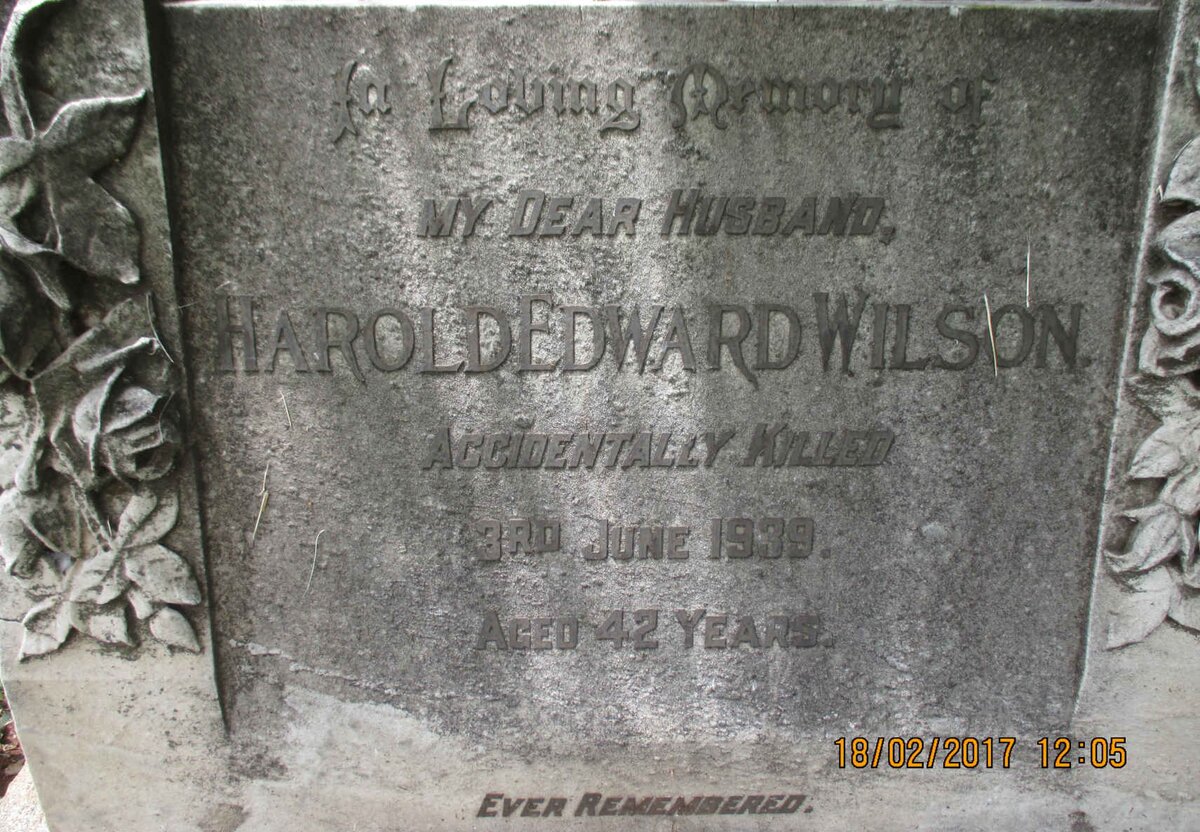 In Loving Memory of
MY DEAR HUSBAND,
HAROLD EDWARD WILSON.
ACCIDENTALLY KILLED
3RD JUNE 1939.
AGED 42 YEARS.
18/02/2017 12:05
EVER REMEMBERED.